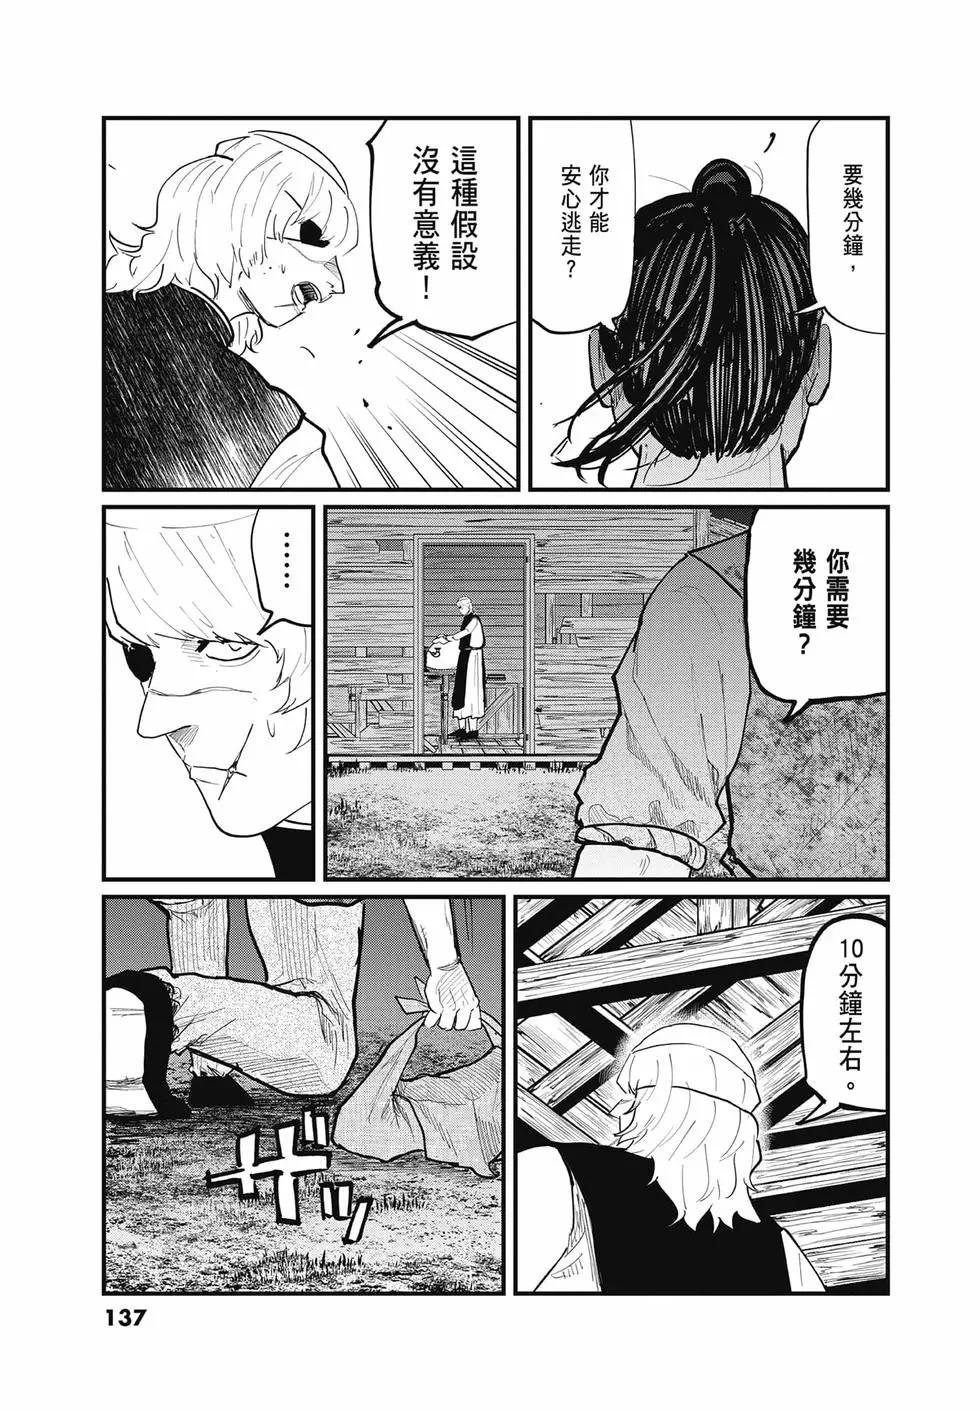 要幾分鐘，
你才能
安心逃走？
這種假設
沒有意義！
你需要
幾分鐘？
……
10分鐘左右。
ザッ
137